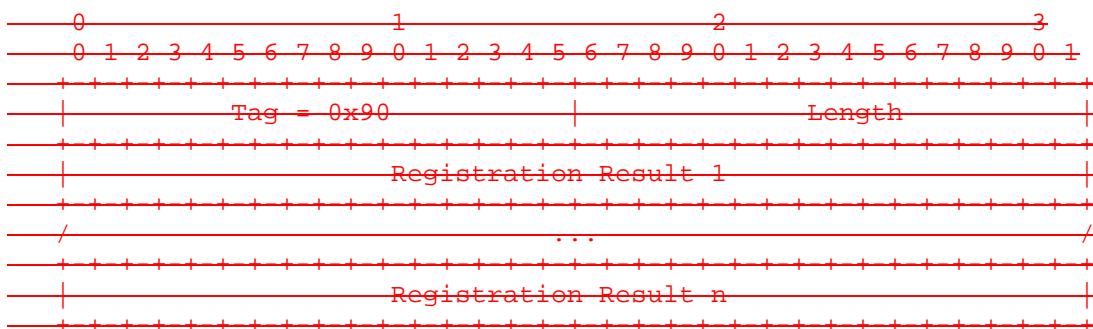 0                   1                   2                   3
 0 1 2 3 4 5 6 7 8 9 0 1 2 3 4 5 6 7 8 9 0 1 2 3 4 5 6 7 8 9 0 1
+-+-+-+-+-+-+-+-+-+-+-+-+-+-+-+-+-+-+-+-+-+-+-+-+-+-+-+-+-+-+-+-+
|          Tag = 0x90           |              Length           |
+-+-+-+-+-+-+-+-+-+-+-+-+-+-+-+-+-+-+-+-+-+-+-+-+-+-+-+-+-+-+-+-+
|                    Registration Result 1                      |
+-+-+-+-+-+-+-+-+-+-+-+-+-+-+-+-+-+-+-+-+-+-+-+-+-+-+-+-+-+-+-+-+
/                              ...                              /
+-+-+-+-+-+-+-+-+-+-+-+-+-+-+-+-+-+-+-+-+-+-+-+-+-+-+-+-+-+-+-+-+
|                    Registration Result n                      |
+-+-+-+-+-+-+-+-+-+-+-+-+-+-+-+-+-+-+-+-+-+-+-+-+-+-+-+-+-+-+-+-+